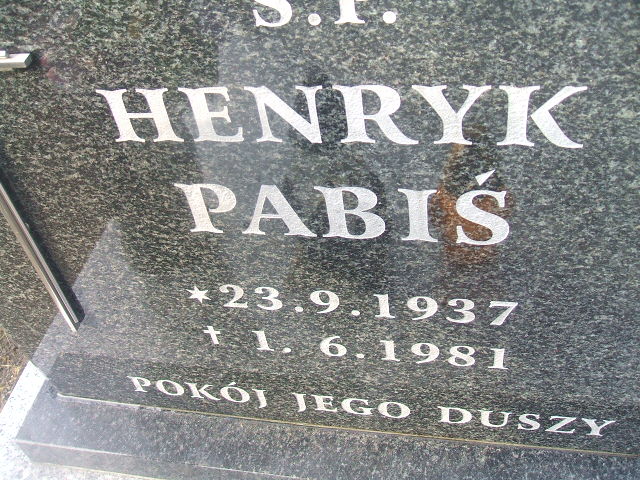 Ś.P.
HENRYK
PABIŚ
★ 23.9.1937
✝ 1.6.1981
POKÓJ JEGO DUSZY